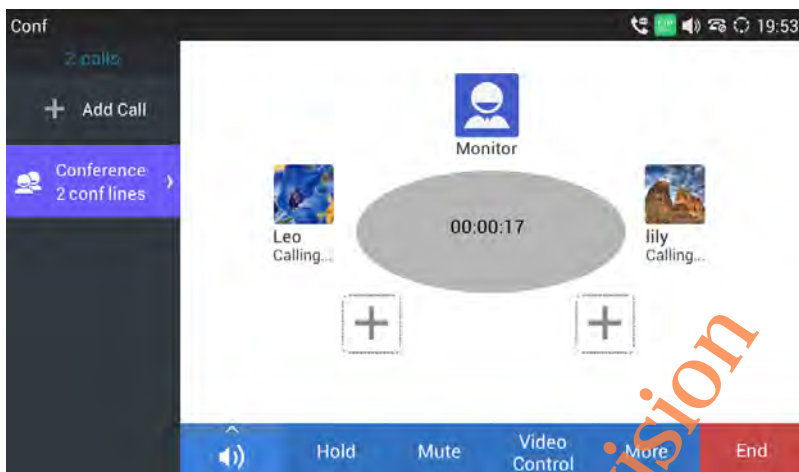 Conf
19:53
2 calls
Add Call
Conference
2 conf lines
Monitor
Leo
Calling...
00:00:17
lily
Calling...
Hold
Mute
Video
Control
More
End
vision